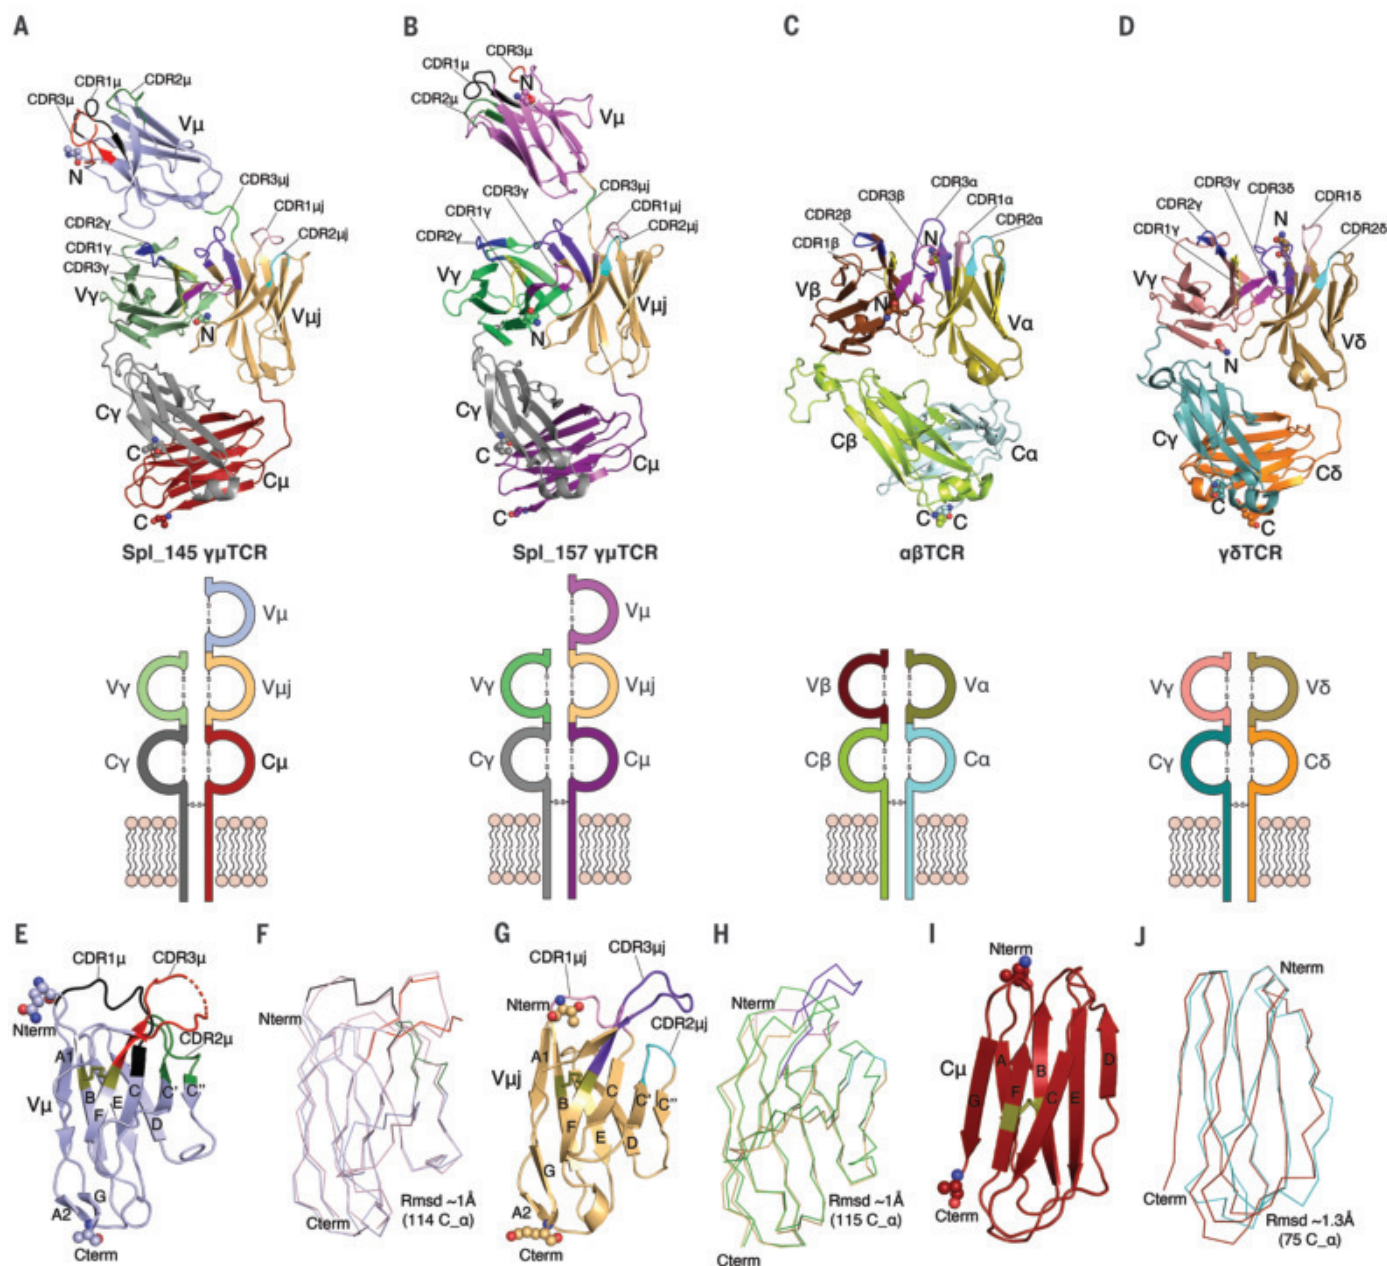 A
B
C
D
CDR3μ
CDR1μ
CDR2μ
Vμ
N
CDR3μj
CDR1μj
CDR2μj
CDR2γ
CDR1γ
CDR3γ
Vγ
N
Vμj
Cγ
C
Cμ
C
Spl_145 γμTCR
CDR3μ
CDR1μ
N
CDR2μ
Vμ
CDR3γ
CDR3μj
CDR1γ
CDR1μj
CDR2γ
CDR2μj
Vγ
N
Vμj
Cγ
C
Cμ
C
Spl_157 γμTCR
CDR3α
CDR3β
CDR1α
CDR2β
CDR2α
CDR1β
N
Vβ
N
Vα
Cβ
Cα
C C
αβTCR
CDR3γ
CDR3δ
CDR2γ
N
CDR1δ
CDR1γ
CDR2δ
Vγ
N
Vδ
Cγ
Cδ
C
C
γδTCR
Vμ
Vγ
Vμj
Cγ
Cμ
s-s
Vμ
Vγ
Vμj
Cγ
Cμ
s-s
Vβ
Vα
Cβ
Cα
s-s
Vγ
Vδ
Cγ
Cδ
s-s
E
CDR1μ
CDR3μ
Nterm
CDR2μ
A1
Vμ
B
F
E
C
C'
C"
D
G
A2
Cterm
F
Nterm
Rmsd ~1Å
(114 C_α)
Cterm
G
CDR1μj
CDR3μj
Nterm
CDR2μj
A1
Vμj
B
C
C'
C"
F
E
D
G
A2
Cterm
H
Nterm
Rmsd ~1Å
(115 C_α)
Cterm
I
Nterm
Cμ
A
B
D
G
F
C
E
Cterm
J
Nterm
Cterm
Rmsd ~1.3Å
(75 C_α)